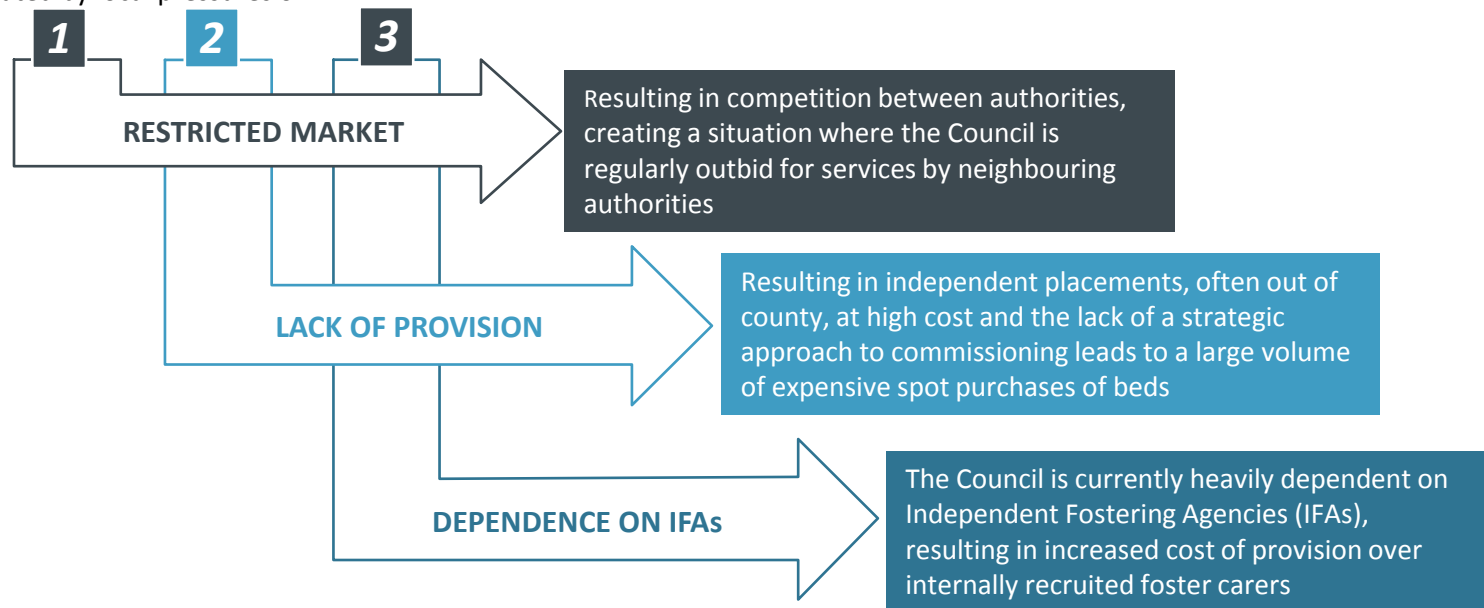 1
2
3
RESTRICTED MARKET
Resulting in competition between authorities,
creating a situation where the Council is
regularly outbid for services by neighbouring
authorities
LACK OF PROVISION
Resulting in independent placements, often out of
county, at high cost and the lack of a strategic
approach to commissioning leads to a large volume
of expensive spot purchases of beds
DEPENDENCE ON IFAs
The Council is currently heavily dependent on
Independent Fostering Agencies (IFAs),
resulting in increased cost of provision over
internally recruited foster carers